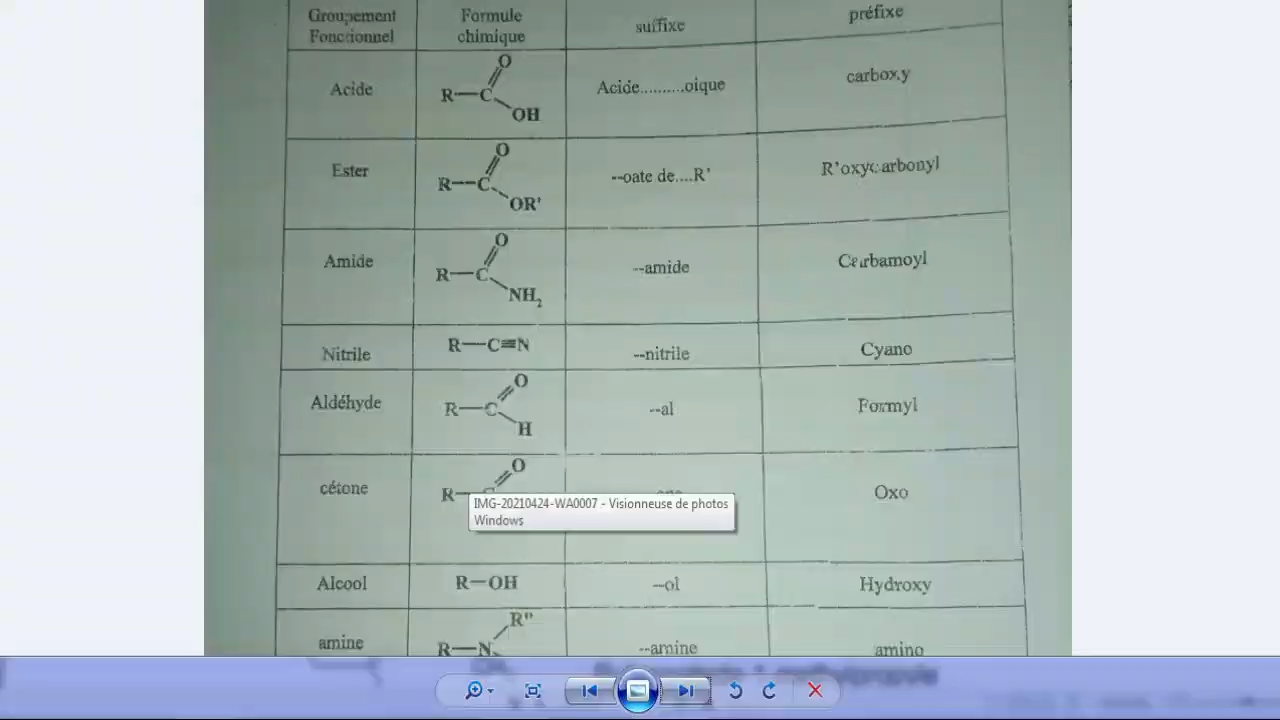 Groupement Fonctionnel
Formule chimique
suffixe
préfixe
Acide
R—C
O
OH
Acide..........oique
carboxy
Ester
R—C
O
OR'
--oate de....R'
R'oxycarbonyl
Amide
R—C
O
NH₂
--amide
Carbamoyl
Nitrile
R—C≡N
--nitrile
Cyano
Aldéhyde
R—C
O
H
--al
Formyl
cétone
R
O
Oxo
IMG-20210424-WA0007 - Visionneuse de photos
Windows
Alcool
R—OH
--ol
Hydroxy
amine
R—N
R"
--amine
amino